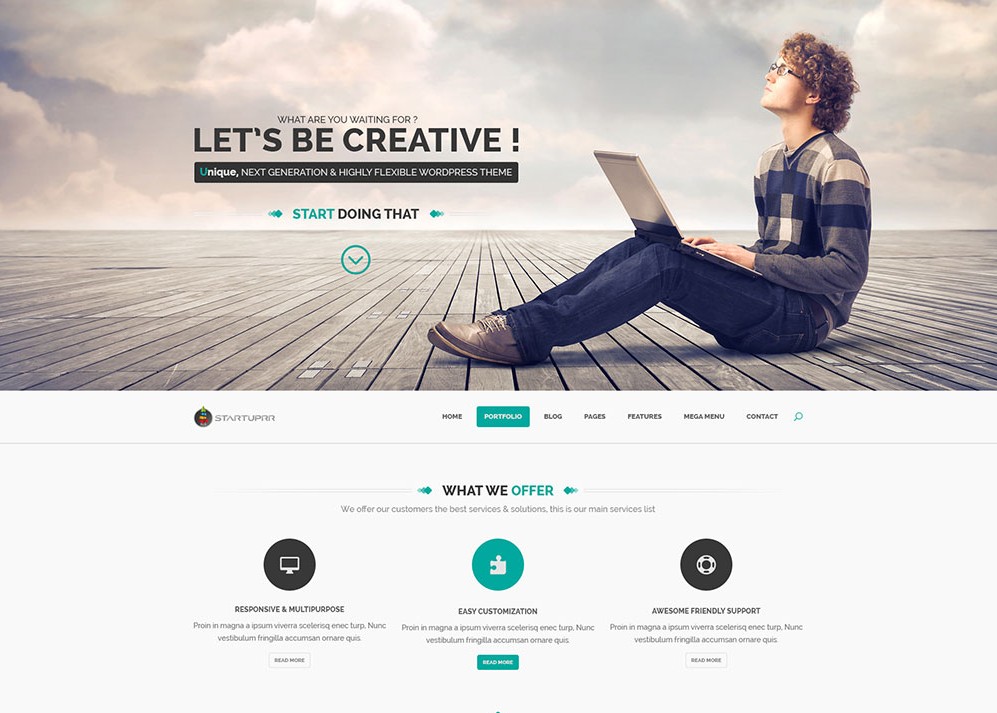 WHAT ARE YOU WAITING FOR ?
LET'S BE CREATIVE !
Unique, NEXT GENERATION & HIGHLY FLEXIBLE WORDPRESS THEME
START DOING THAT
STARTUPRR
HOME PORTFOLIO BLOG PAGES FEATURES MEGA MENU CONTACT
WHAT WE OFFER
We offer our customers the best services & solutions, this is our main services list
RESPONSIVE & MULTIPURPOSE
Proin in magna a ipsum viverra scelerisq enec turp, Nunc
vestibulum fringilla accumsan ornare quis.
READ MORE
EASY CUSTOMIZATION
Proin in magna a ipsum viverra scelerisq enec turp, Nunc
vestibulum fringilla accumsan ornare quis.
READ MORE
AWESOME FRIENDLY SUPPORT
Proin in magna a ipsum viverra scelerisq enec turp, Nunc
vestibulum fringilla accumsan ornare quis.
READ MORE